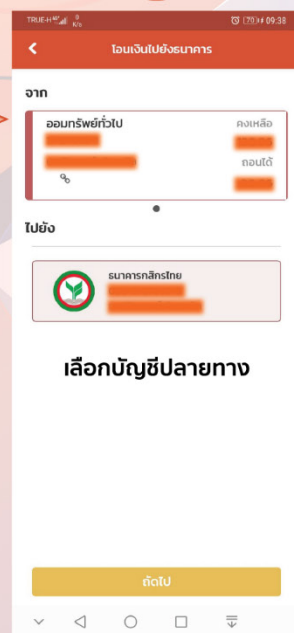 TRUE-H 4G 0 K/s 70 09:38
โอนเงินไปยังธนาคาร
จาก
ออมทรัพย์ทั่วไป คงเหลือ
ถอนได้
ไปยัง
ธนาคารกสิกรไทย
เลือกบัญชีปลายทาง
ถัดไป